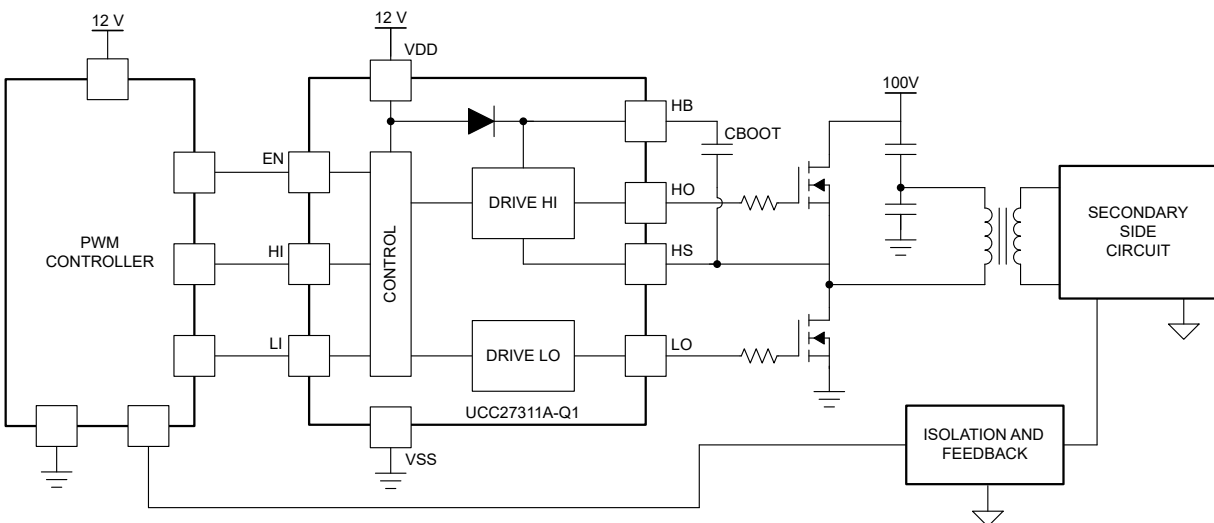 12 V
12 V
VDD
100V
HB
CBOOT
EN
HO
DRIVE HI
PWM
CONTROLLER
HI
CONTROL
HS
SECONDARY
SIDE
CIRCUIT
LI
DRIVE LO
LO
UCC27311A-Q1
VSS
ISOLATION AND
FEEDBACK